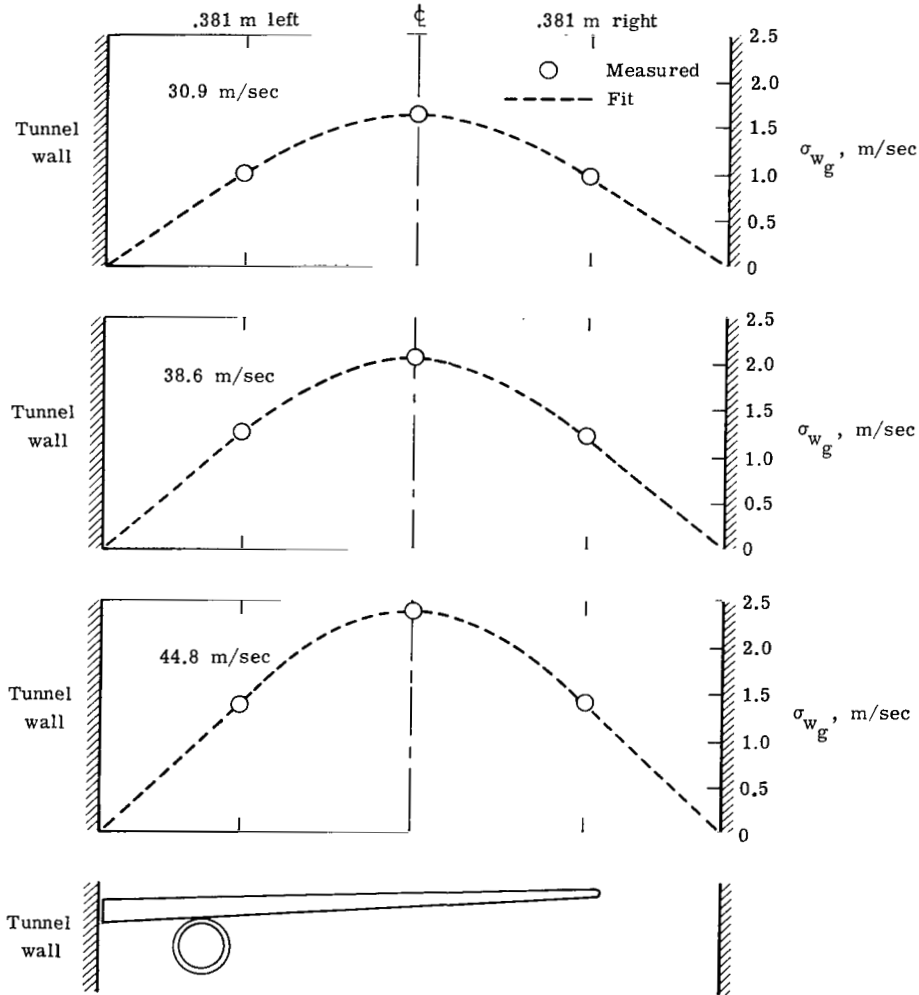 .381 m left ℄ .381 m right
2.5
Measured
2.0
30.9 m/sec
Fit
Tunnel
wall
1.5
σwg, m/sec
1.0
0.5
0
2.5
38.6 m/sec
2.0
Tunnel
wall
1.5
σwg, m/sec
1.0
0.5
0
2.5
44.8 m/sec
2.0
Tunnel
wall
1.5
σwg, m/sec
1.0
0.5
0
Tunnel
wall